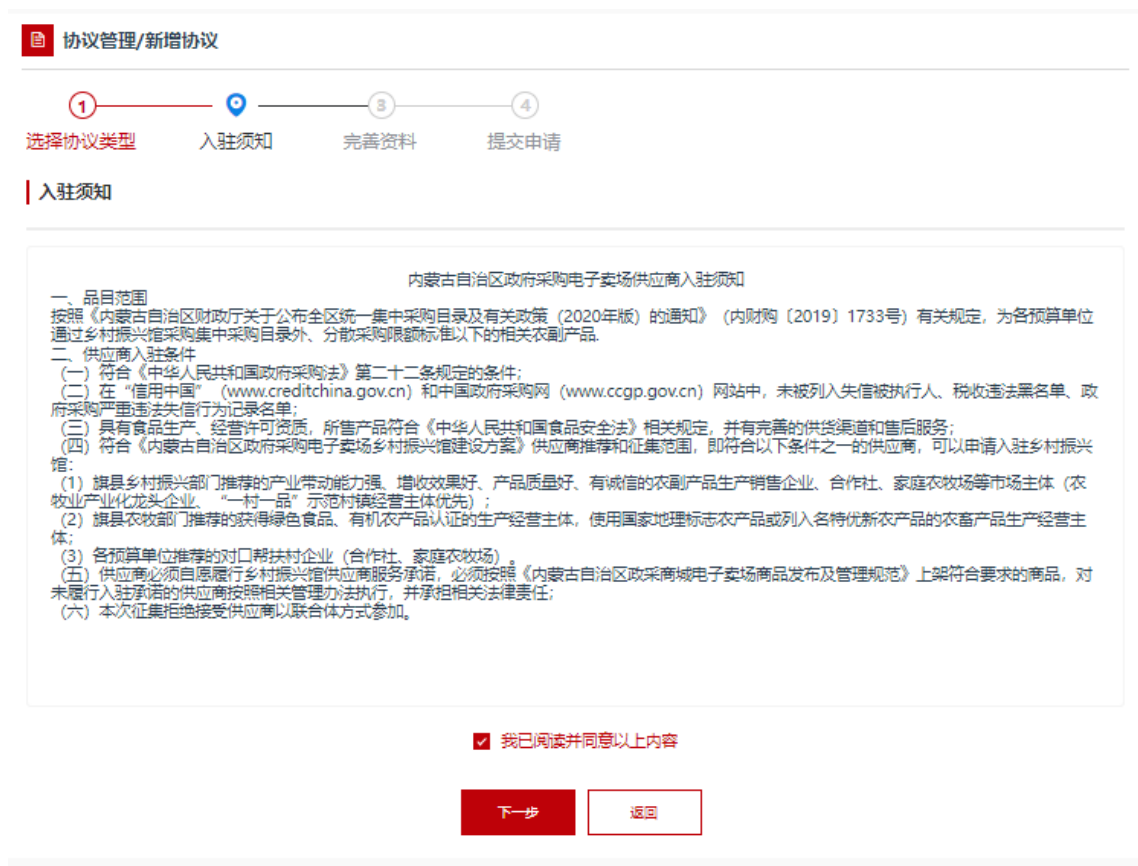 协议管理/新增协议
1
3
4
选择协议类型
入驻须知
完善资料
提交申请
入驻须知
内蒙古自治区政府采购电子卖场供应商入驻须知
一、品目范围
按照《内蒙古自治区财政厅关于公布全区统一集中采购目录及有关政策（2020年版）的通知》（内财购〔2019〕1733号）有关规定，为各预算单位
通过乡村振兴馆采购集中采购目录外、分散采购限额标准以下的相关农副产品.
二、供应商入驻条件
（一）符合《中华人民共和国政府采购法》第二十二条规定的条件；
（二）在“信用中国”（www.creditchina.gov.cn）和中国政府采购网（www.ccgp.gov.cn）网站中，未被列入失信被执行人、税收违法黑名单、政
府采购严重违法失信行为记录名单；
（三）具有食品生产、经营许可资质，所售产品符合《中华人民共和国食品安全法》相关规定，并有完善的供货渠道和售后服务；
（四）符合《内蒙古自治区政府采购电子卖场乡村振兴馆建设方案》供应商推荐和征集范围，即符合以下条件之一的供应商，可以申请入驻乡村振兴
馆：
（1）旗县乡村振兴部门推荐的产业带动能力强、增收效果好、产品质量好、有诚信的农副产品生产销售企业、合作社、家庭农牧场等市场主体（农
牧业产业化龙头企业、“一村一品”示范村镇经营主体优先）；
（2）旗县农牧部门推荐的获得绿色食品、有机农产品认证的生产经营主体，使用国家地理标志农产品或列入名特优新农产品的农畜产品生产经营主
体；
（3）各预算单位推荐的对口帮扶村企业（合作社、家庭农牧场）。
（五）供应商必须自愿履行乡村振兴馆供应商服务承诺，必须按照《内蒙古自治区政采商城电子卖场商品发布及管理规范》上架符合要求的商品，对
未履行入驻承诺的供应商按照相关管理办法执行，并承担相关法律责任；
（六）本次征集拒绝接受供应商以联合体方式参加。
我已阅读并同意以上内容
下一步
返回